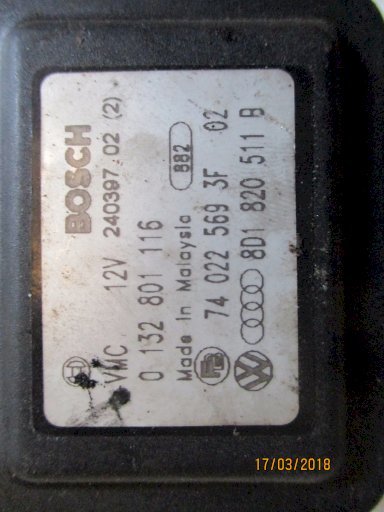 BOSCH
VMC 12V 240397 02 (2)
0 132 801 116
Made in Malaysia 882
74 022 569 3F 02
8D1 820 511 B
17/03/2018